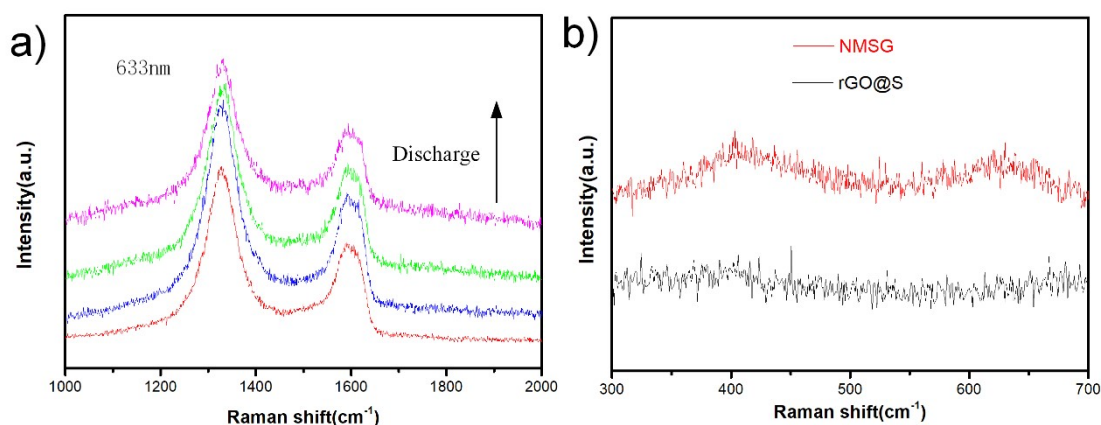 a)
633nm
Discharge
Intensity(a.u.)
1000 1200 1400 1600 1800 2000
Raman shift(cm⁻¹)
b)
NMSG
rGO@S
Intensity(a.u.)
300 400 500 600 700
Raman shift(cm⁻¹)